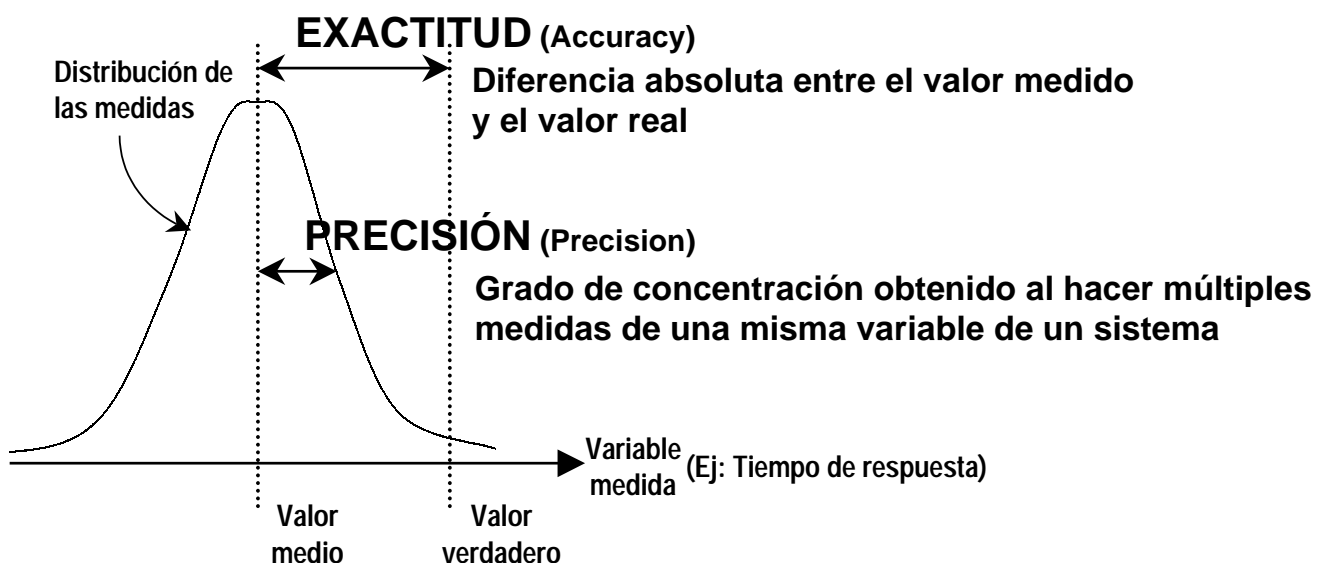 EXACTITUD (Accuracy)
Distribución de
las medidas
Diferencia absoluta entre el valor medido
y el valor real
PRECISIÓN (Precision)
Grado de concentración obtenido al hacer múltiples
medidas de una misma variable de un sistema
Variable
medida
(Ej: Tiempo de respuesta)
Valor
medio
Valor
verdadero